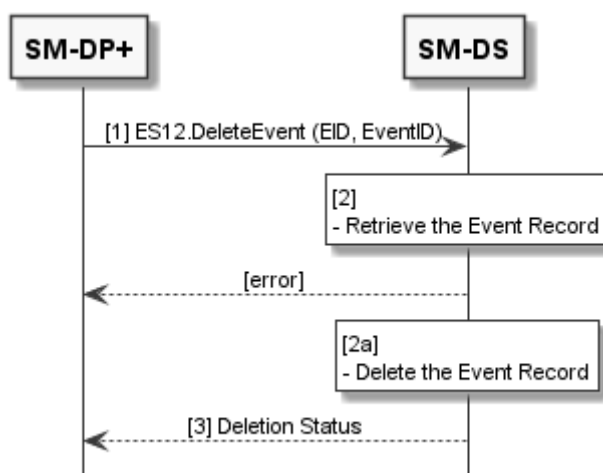 SM-DP+
SM-DS
[1] ES12.DeleteEvent (EID, EventID)
[2]
- Retrieve the Event Record
[error]
[2a]
- Delete the Event Record
[3] Deletion Status